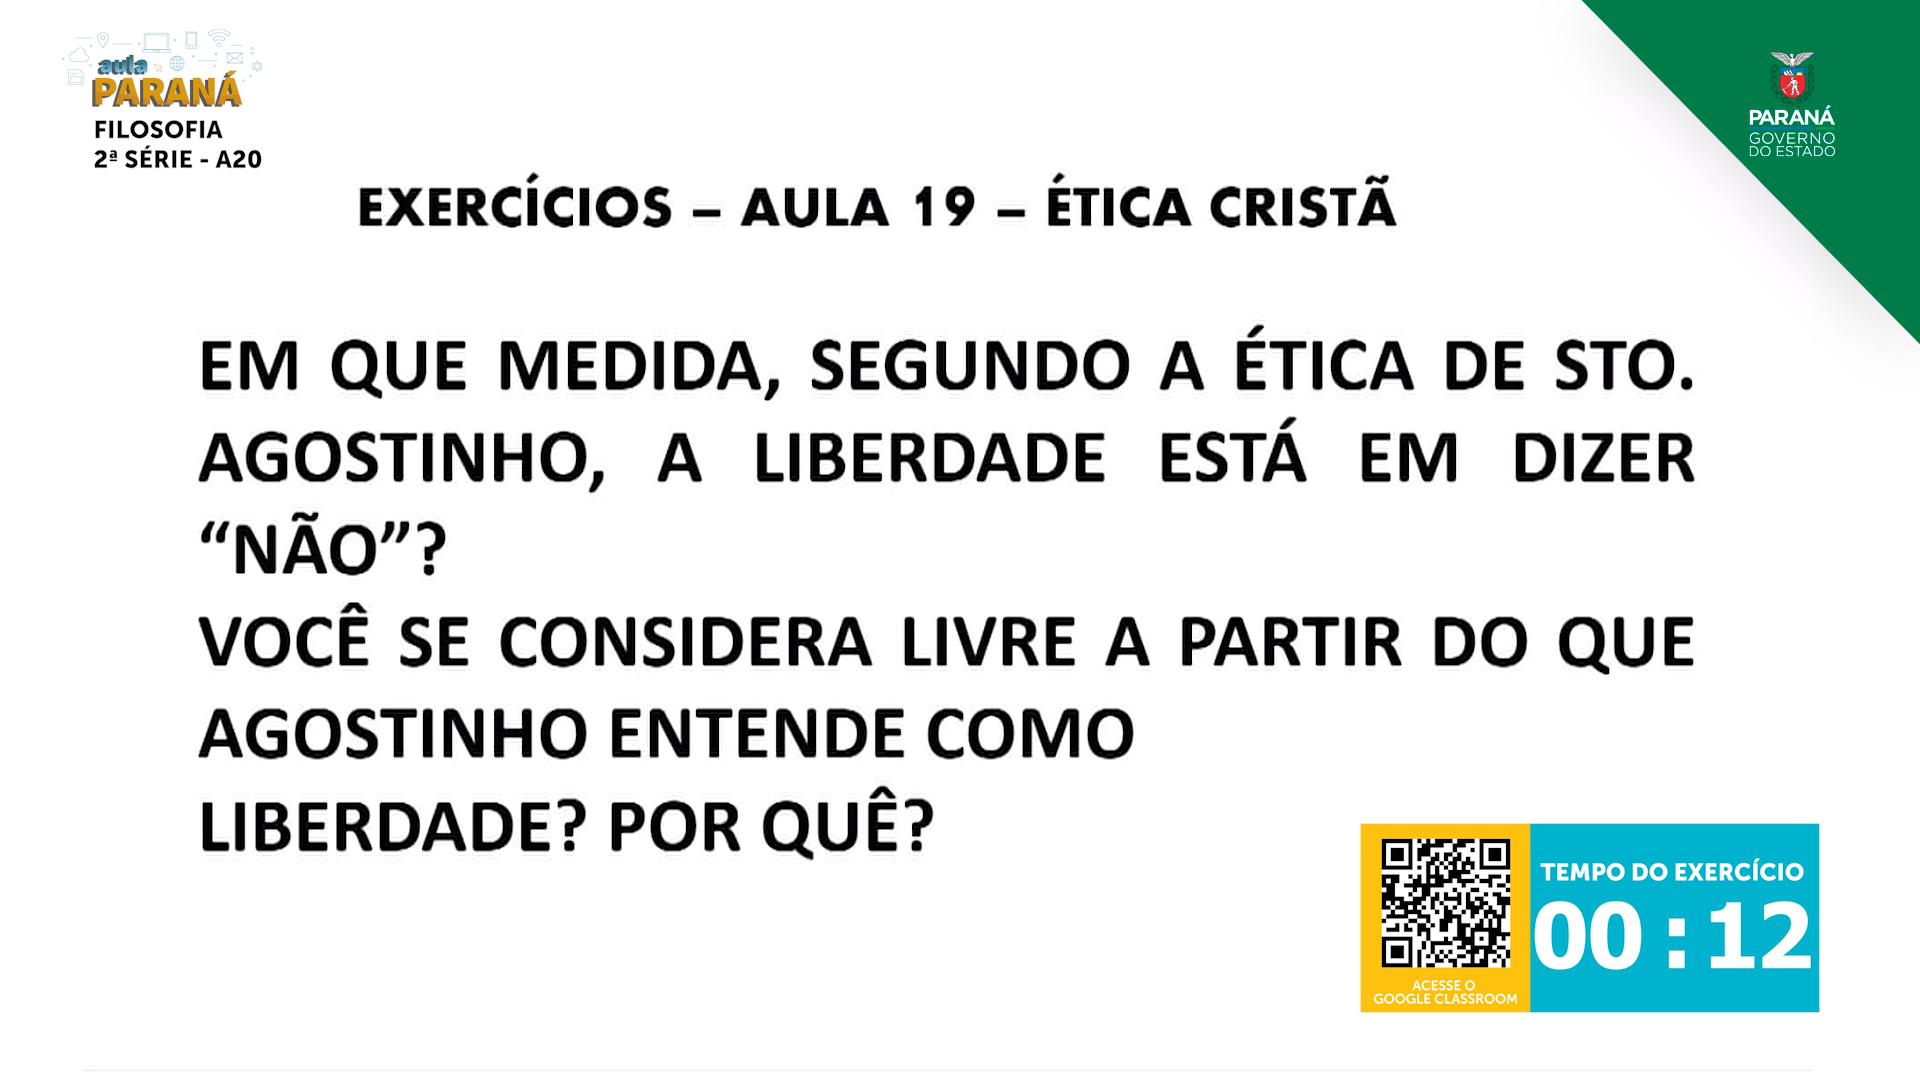 aula
PARANÁ
FILOSOFIA
2ª SÉRIE - A20
PARANÁ
GOVERNO
DO ESTADO
EXERCÍCIOS – AULA 19 – ÉTICA CRISTÃ
EM QUE MEDIDA, SEGUNDO A ÉTICA DE STO.
AGOSTINHO, A LIBERDADE ESTÁ EM DIZER
“NÃO”?
VOCÊ SE CONSIDERA LIVRE A PARTIR DO QUE
AGOSTINHO ENTENDE COMO
LIBERDADE? POR QUÊ?
TEMPO DO EXERCÍCIO
00 : 12
ACESSE O
GOOGLE CLASSROOM